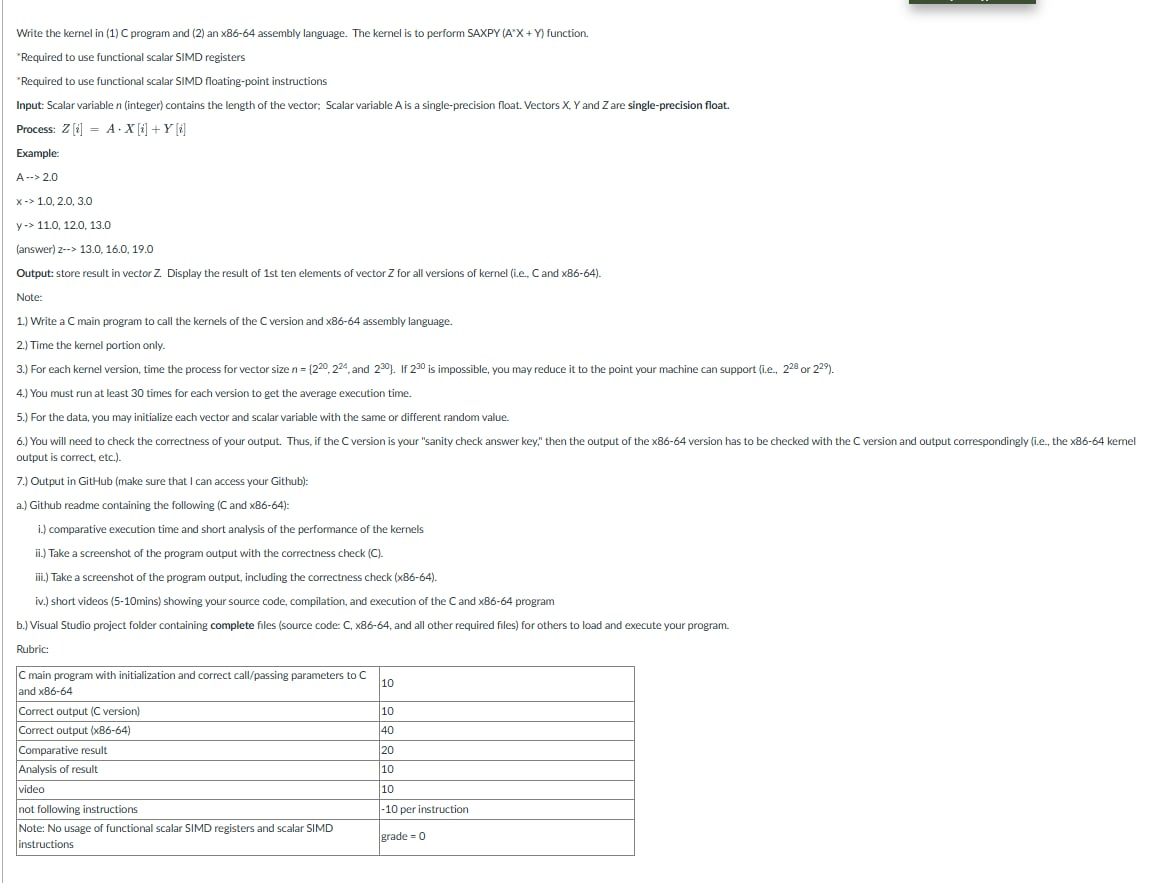 Write the kernel in (1) C program and (2) an x86-64 assembly language. The kernel is to perform SAXPY (A*X + Y) function.
*Required to use functional scalar SIMD registers
*Required to use functional scalar SIMD floating-point instructions
Input: Scalar variable n (integer) contains the length of the vector; Scalar variable A is a single-precision float. Vectors X, Y and Z are single-precision float.
Process: Z [i] = A · X [i] + Y [i]
Example:
A --> 2.0
x -> 1.0, 2.0, 3.0
y -> 11.0, 12.0, 13.0
(answer) z--> 13.0, 16.0, 19.0
Output: store result in vector Z. Display the result of 1st ten elements of vector Z for all versions of kernel (i.e., C and x86-64).
Note:
1.) Write a C main program to call the kernels of the C version and x86-64 assembly language.
2.) Time the kernel portion only.
3.) For each kernel version, time the process for vector size n = {2²⁰, 2²⁴, and 2³⁰}. If 2³⁰ is impossible, you may reduce it to the point your machine can support (i.e., 2²⁸ or 2²⁹).
4.) You must run at least 30 times for each version to get the average execution time.
5.) For the data, you may initialize each vector and scalar variable with the same or different random value.
6.) You will need to check the correctness of your output. Thus, if the C version is your "sanity check answer key," then the output of the x86-64 version has to be checked with the C version and output correspondingly (i.e., the x86-64 kernel
output is correct, etc.).
7.) Output in GitHub (make sure that I can access your Github):
a.) Github readme containing the following (C and x86-64):
i.) comparative execution time and short analysis of the performance of the kernels
ii.) Take a screenshot of the program output with the correctness check (C).
iii.) Take a screenshot of the program output, including the correctness check (x86-64).
iv.) short videos (5-10mins) showing your source code, compilation, and execution of the C and x86-64 program
b.) Visual Studio project folder containing complete files (source code: C, x86-64, and all other required files) for others to load and execute your program.
Rubric:
C main program with initialization and correct call/passing parameters to C
and x86-64 10
Correct output (C version) 10
Correct output (x86-64) 40
Comparative result 20
Analysis of result 10
video 10
not following instructions -10 per instruction
Note: No usage of functional scalar SIMD registers and scalar SIMD
instructions grade = 0